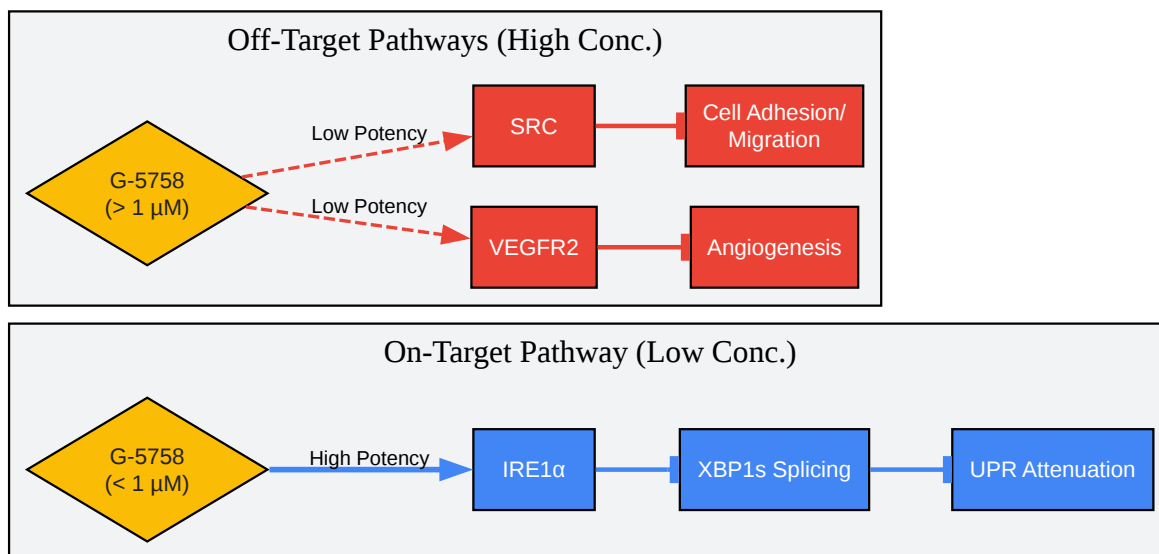 Off-Target Pathways (High Conc.)
G-5758
(> 1 µM)
Low Potency
Low Potency
SRC
Cell Adhesion/
Migration
VEGFR2
Angiogenesis
On-Target Pathway (Low Conc.)
G-5758
(< 1 µM)
High Potency
IRE1α
XBP1s Splicing
UPR Attenuation